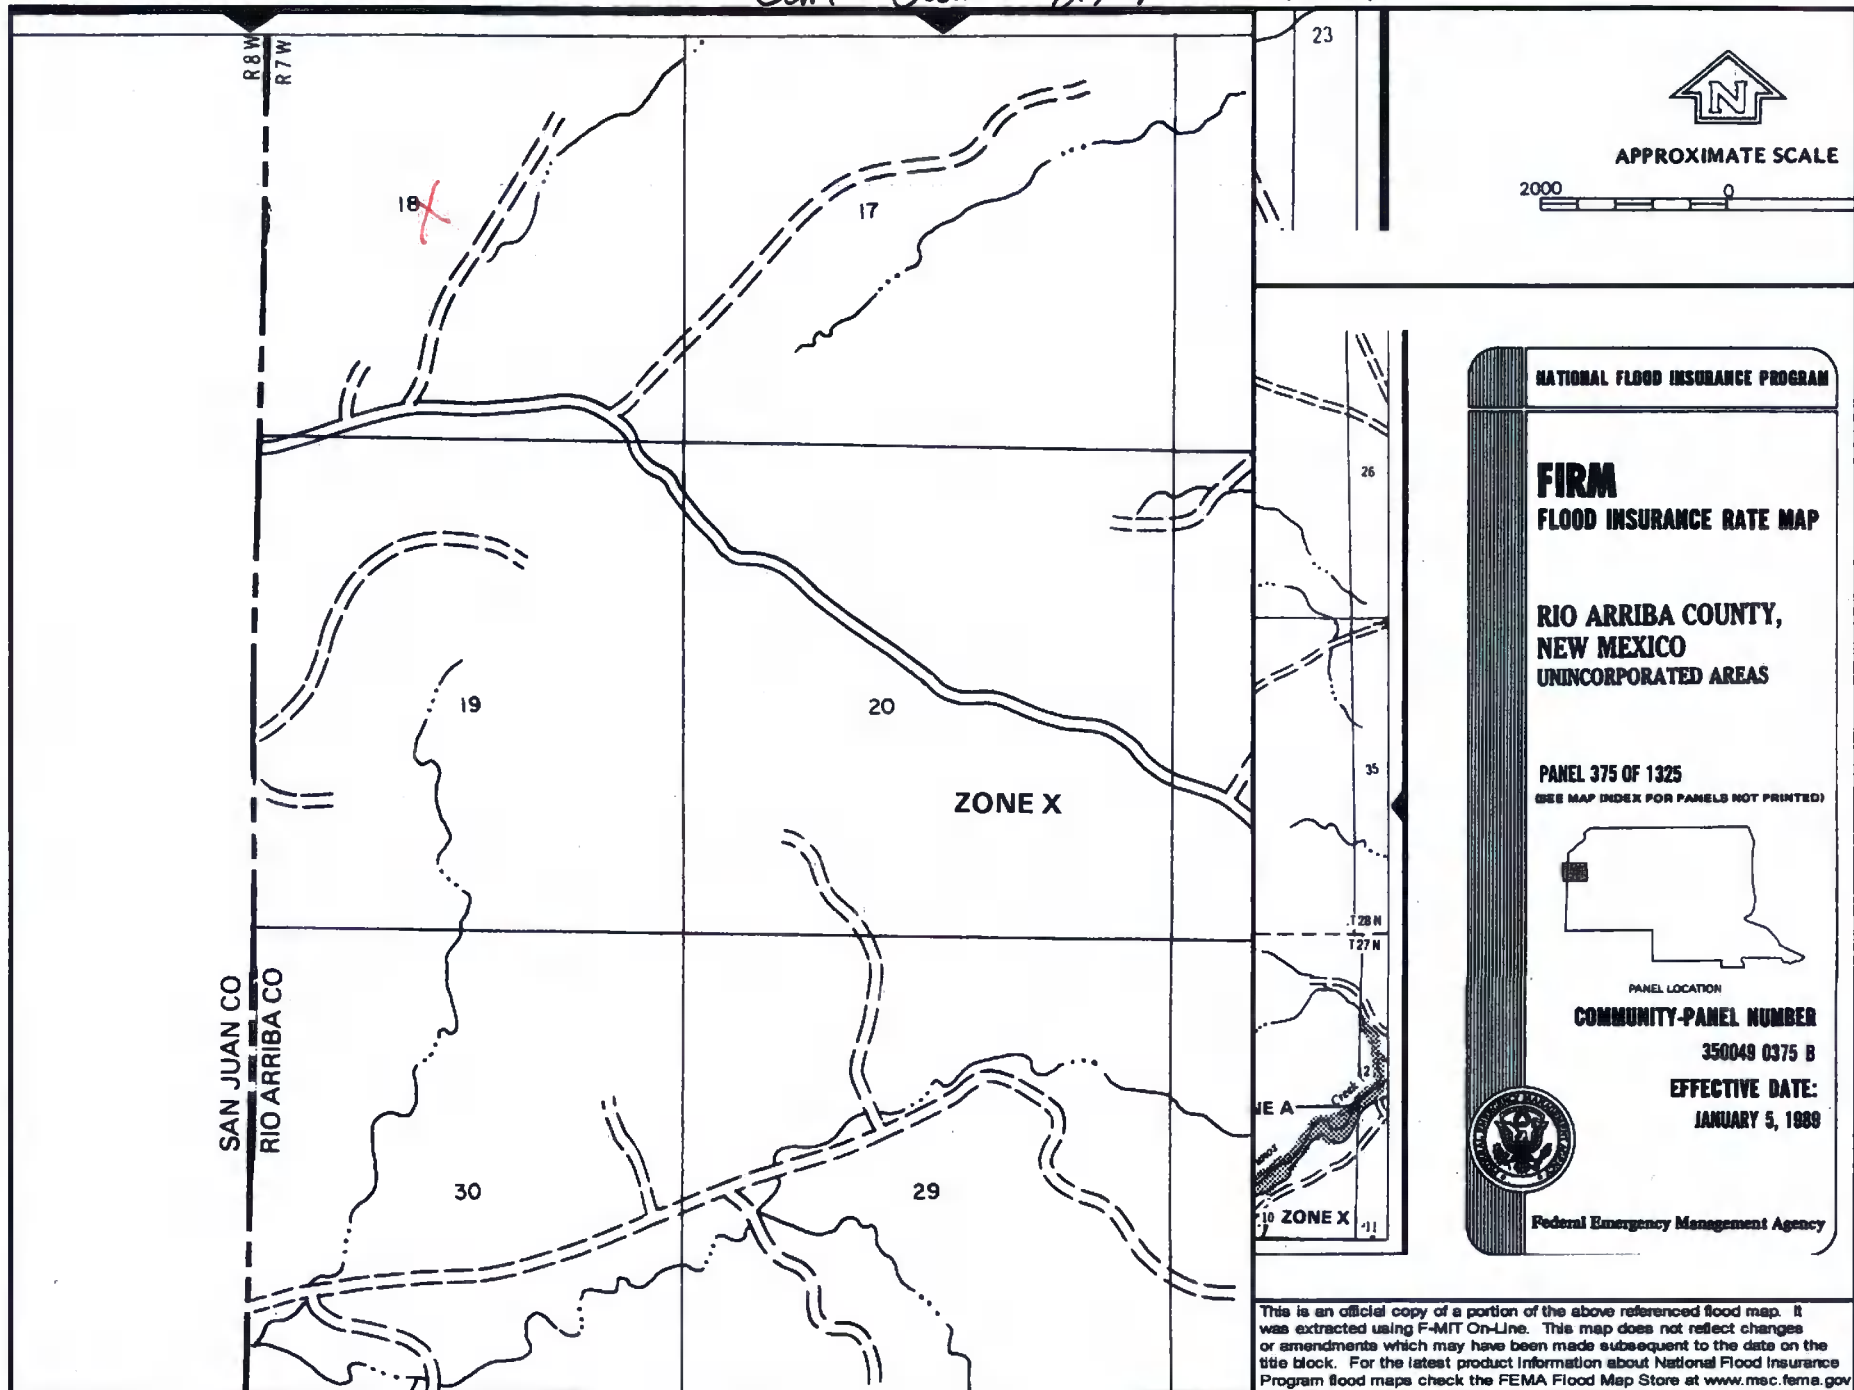 R 8 W
R 7 W
23
N
APPROXIMATE SCALE
2000 0
18
17
NATIONAL FLOOD INSURANCE PROGRAM
FIRM
FLOOD INSURANCE RATE MAP
26
RIO ARRIBA COUNTY,
NEW MEXICO
UNINCORPORATED AREAS
19
20
35
PANEL 375 OF 1325
(SEE MAP INDEX FOR PANELS NOT PRINTED)
ZONE X
T 28 N
T 27 N
SAN JUAN CO
RIO ARRIBA CO
PANEL LOCATION
COMMUNITY-PANEL NUMBER
350049 0375 B
EFFECTIVE DATE:
JANUARY 5, 1989
2
Creek
NE A
30
29
10 ZONE X 11
Federal Emergency Management Agency
This is an official copy of a portion of the above referenced flood map. It
was extracted using F-MIT On-Line. This map does not reflect changes
or amendments which may have been made subsequent to the date on the
title block. For the latest product information about National Flood Insurance
Program flood maps check the FEMA Flood Map Store at www.msc.fema.gov